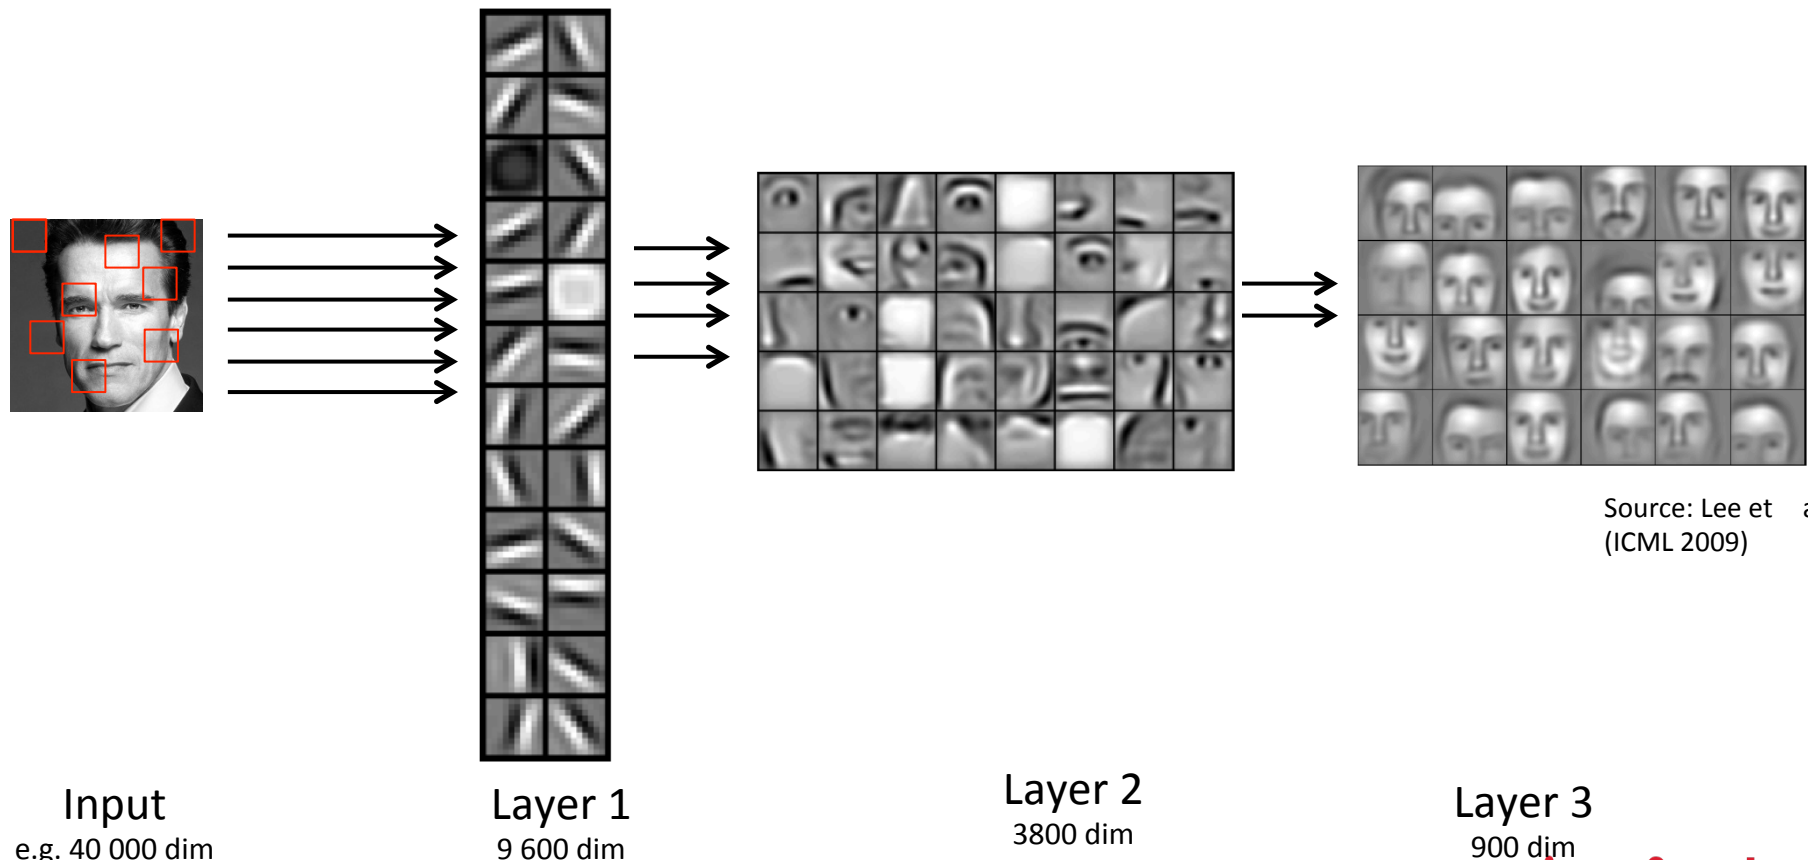 Source: Lee et a
(ICML 2009)
Input
e.g. 40 000 dim
Layer 1
9 600 dim
Layer 2
3800 dim
Layer 3
900 dim